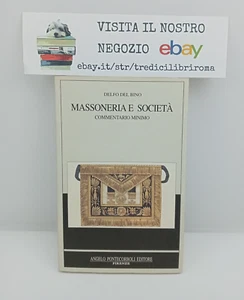 VISITA IL NOSTRO
NEGOZIO ebay
ebay.it/str/tredicilibriroma
DELFO DEL BINO
MASSONERIA E SOCIETÀ
COMMENTARIO MINIMO
ANGELO PONTECORBOLI EDITORE
FIRENZE